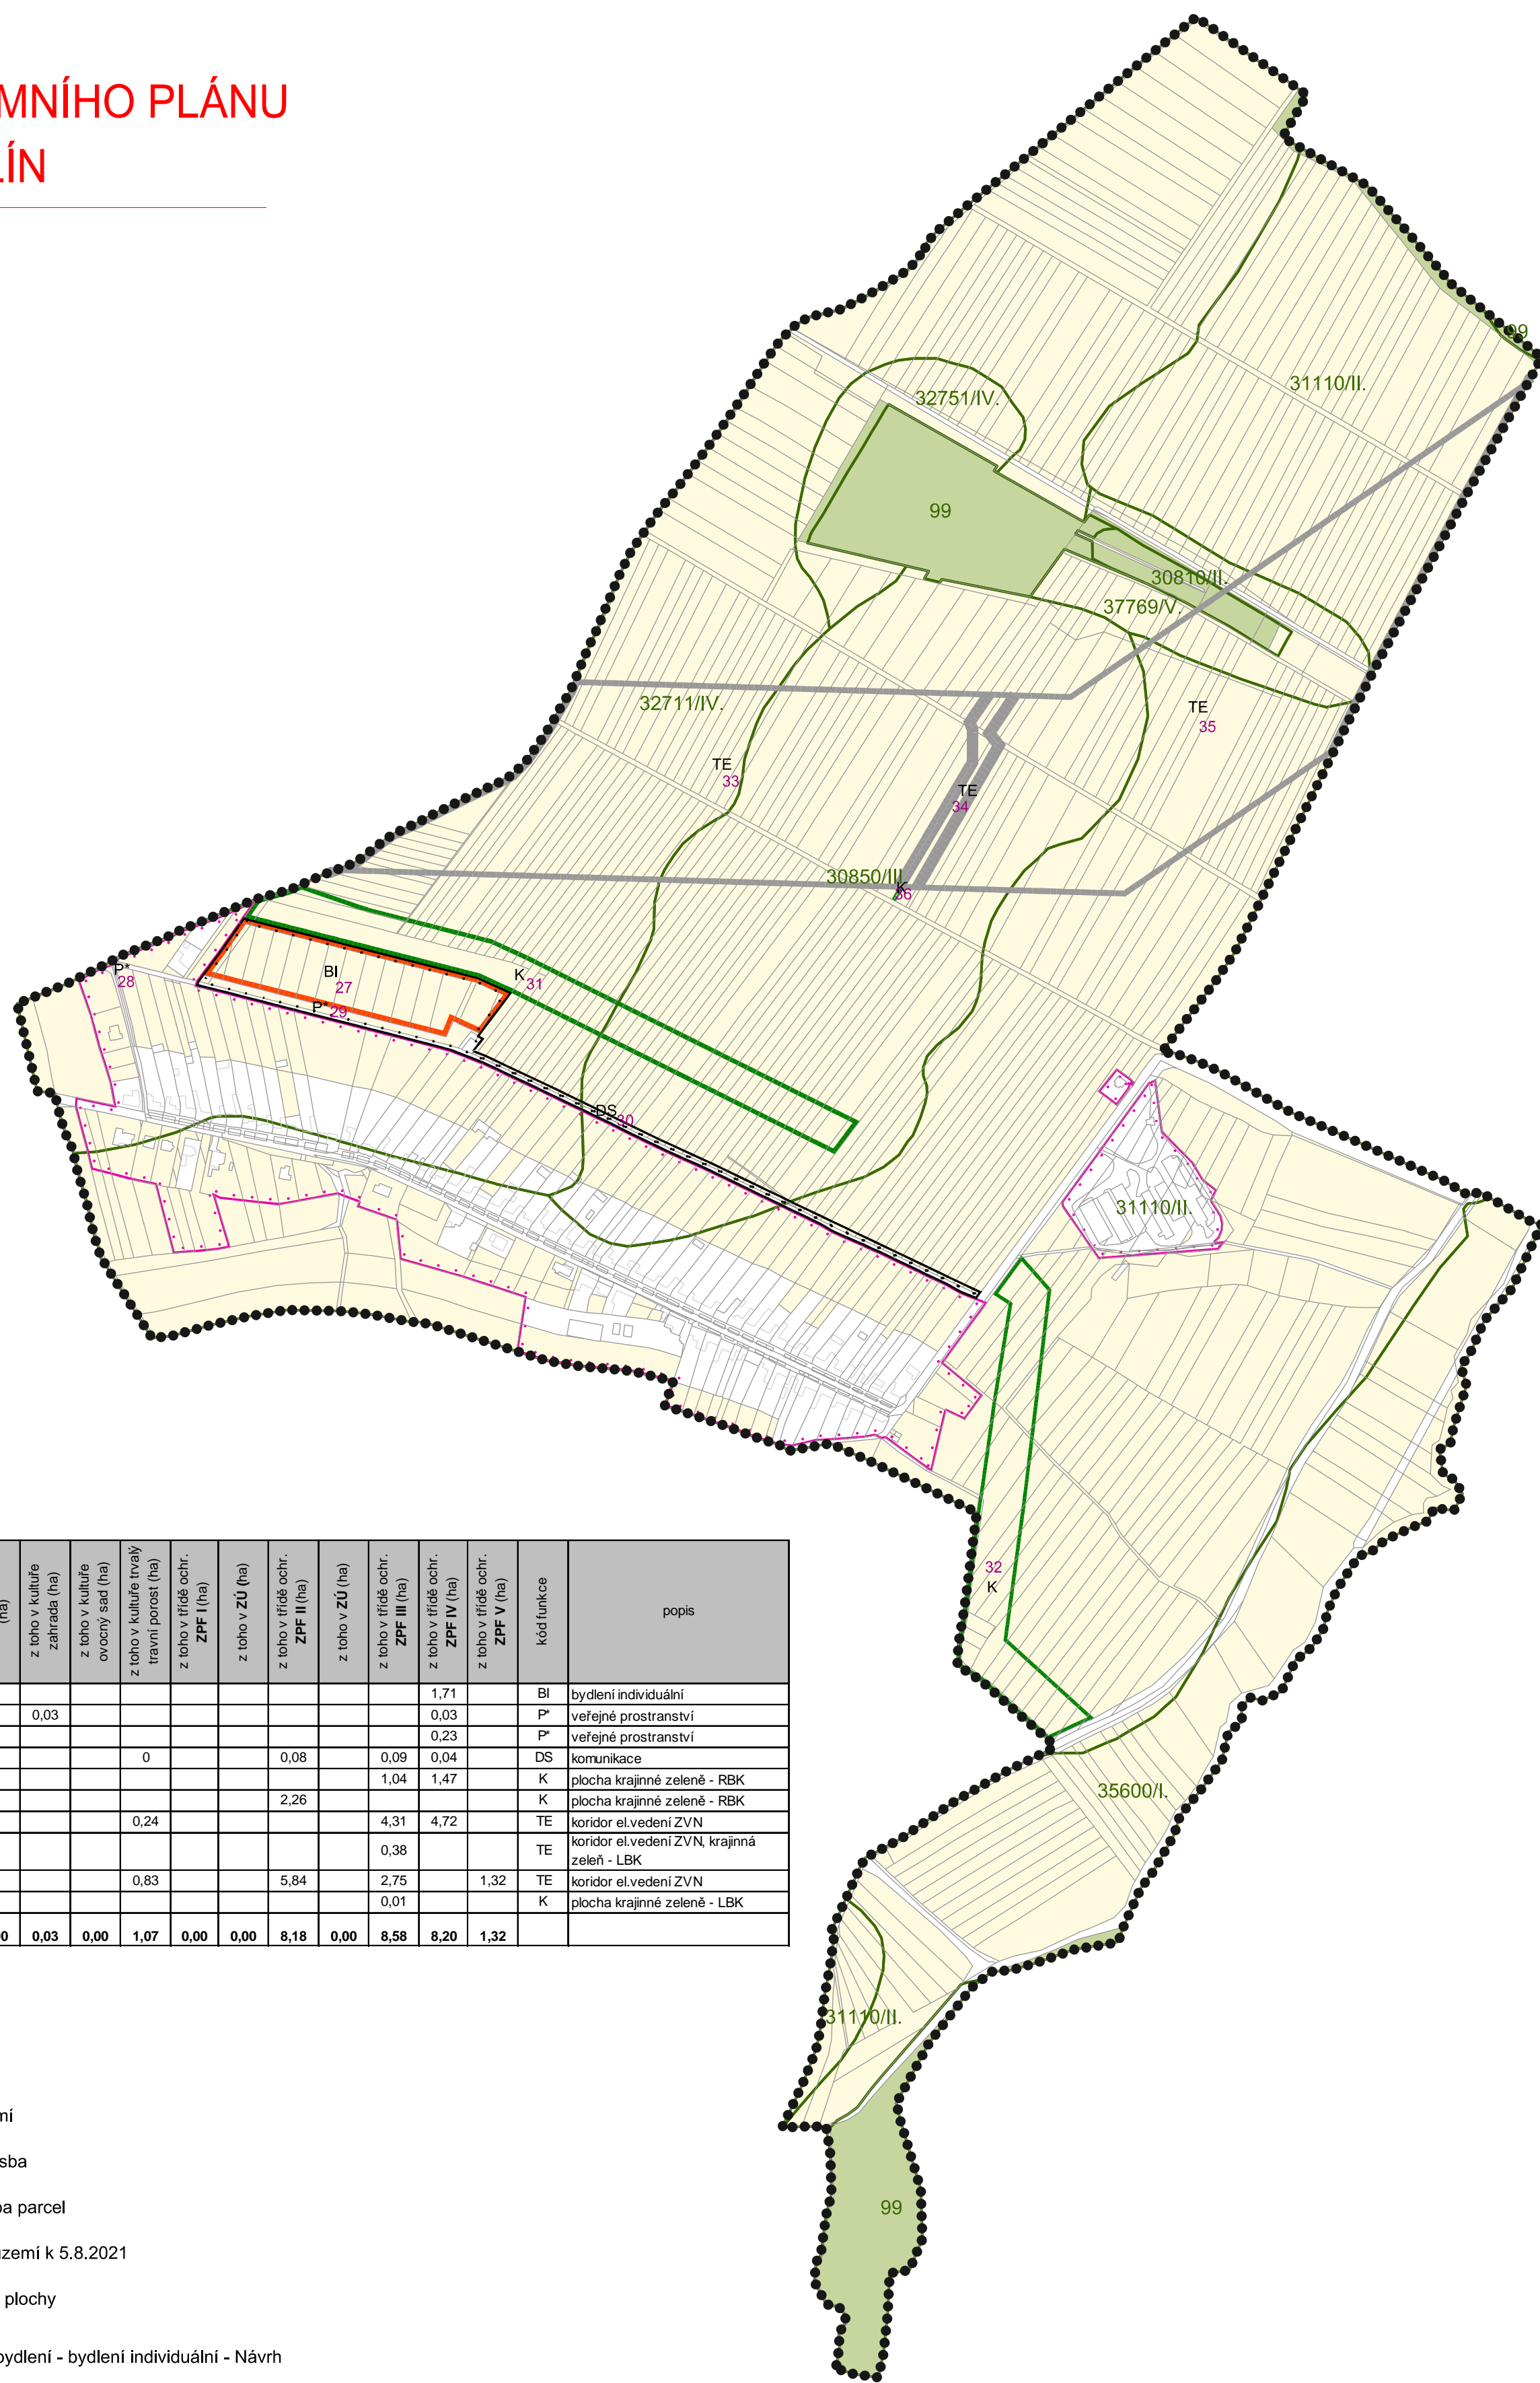 MNÍHO PLÁNU
LÍN
99
31110/II.
32751/IV.
99
30810/II.
37769/V.
32711/IV.
TE
35
TE
33
TE
34
30850/III.
K
36
P*
28
BI
27
K
31
P*
29
DS
30
31110/II.
32
K
35600/I.
31110/II.
99
(ha)
z toho v kultuře
zahrada (ha)
z toho v kultuře
ovocný sad (ha)
z toho v kultuře trvalý
travní porost (ha)
z toho v třídě ochr.
ZPF I (ha)
z toho v ZÚ (ha)
z toho v třídě ochr.
ZPF II (ha)
z toho v ZÚ (ha)
z toho v třídě ochr.
ZPF III (ha)
z toho v třídě ochr.
ZPF IV (ha)
z toho v třídě ochr.
ZPF V (ha)
kód funkce
popis
1,71 BI bydlení individuální
0,03 0,03 P* veřejné prostranství
0,23 P* veřejné prostranství
0 0,08 0,09 0,04 DS komunikace
1,04 1,47 K plocha krajinné zeleně - RBK
2,26 K plocha krajinné zeleně - RBK
0,24 4,31 4,72 TE koridor el.vedení ZVN
0,38 TE koridor el.vedení ZVN, krajinná
zeleň - LBK
0,83 5,84 2,75 1,32 TE koridor el.vedení ZVN
0,01 K plocha krajinné zeleně - LBK
0 0,03 0,00 1,07 0,00 0,00 8,18 0,00 8,58 8,20 1,32
mí
sba
ba parcel
území k 5.8.2021
plochy
bydlení - bydlení individuální - Návrh